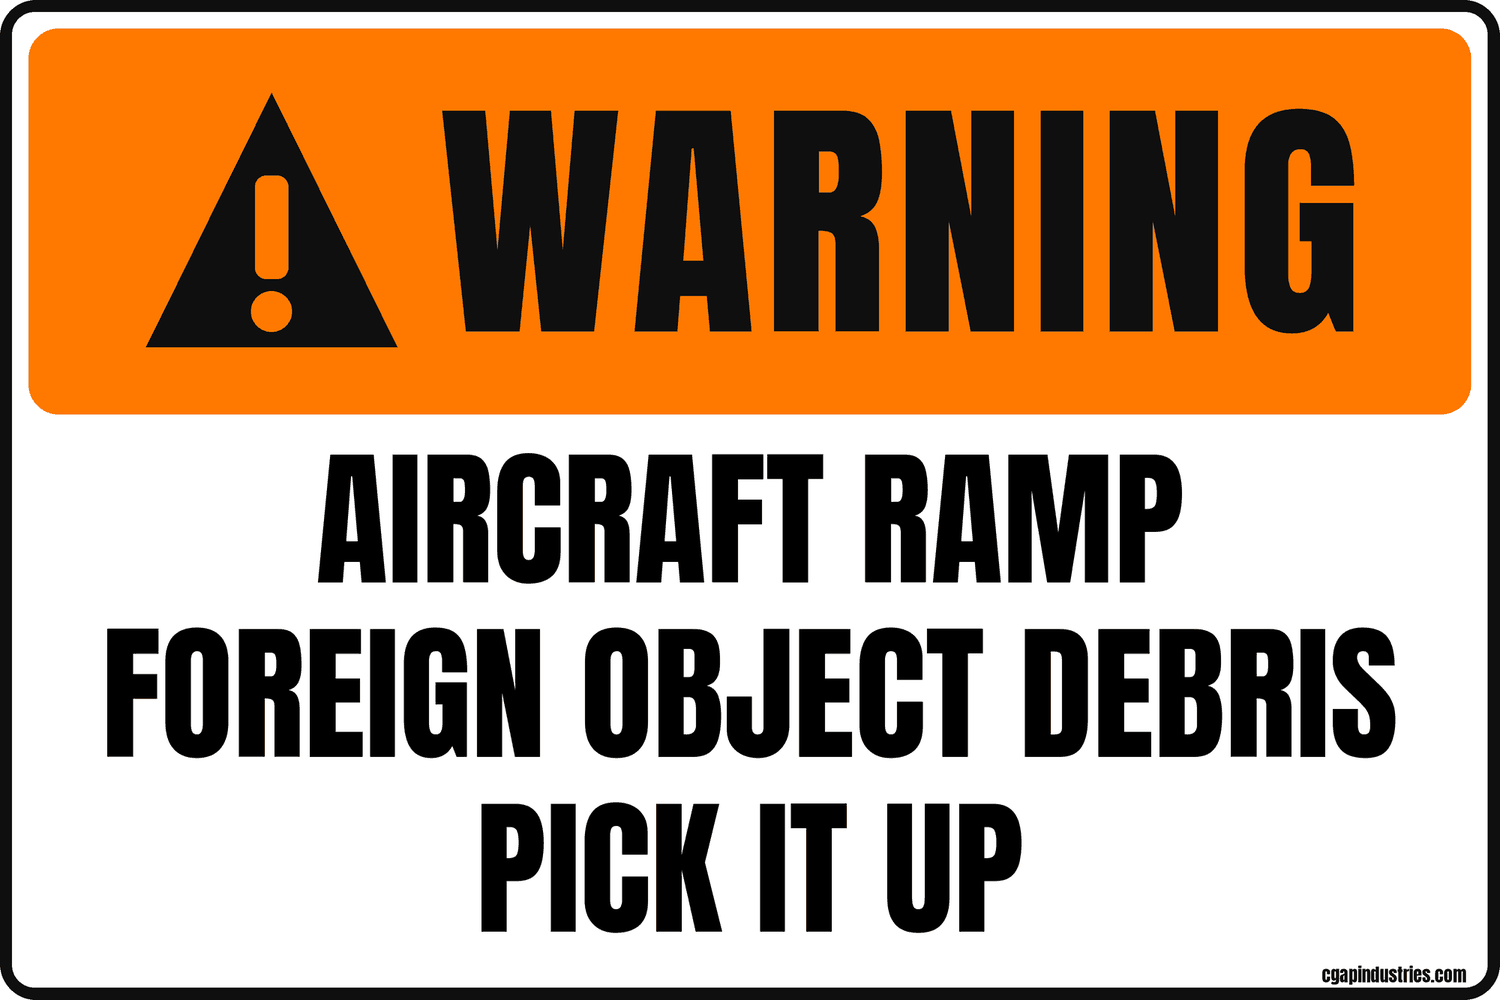 WARNING
AIRCRAFT RAMP
FOREIGN OBJECT DEBRIS
PICK IT UP
cgapindustries.com